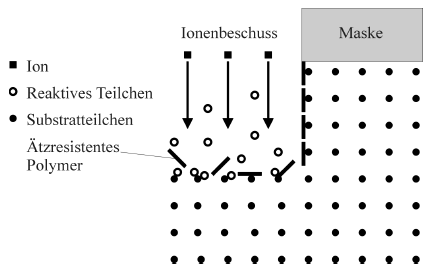 Ionenbeschuss
Maske
Ion
Reaktives Teilchen
Substratteilchen
Ätzresistentes
Polymer